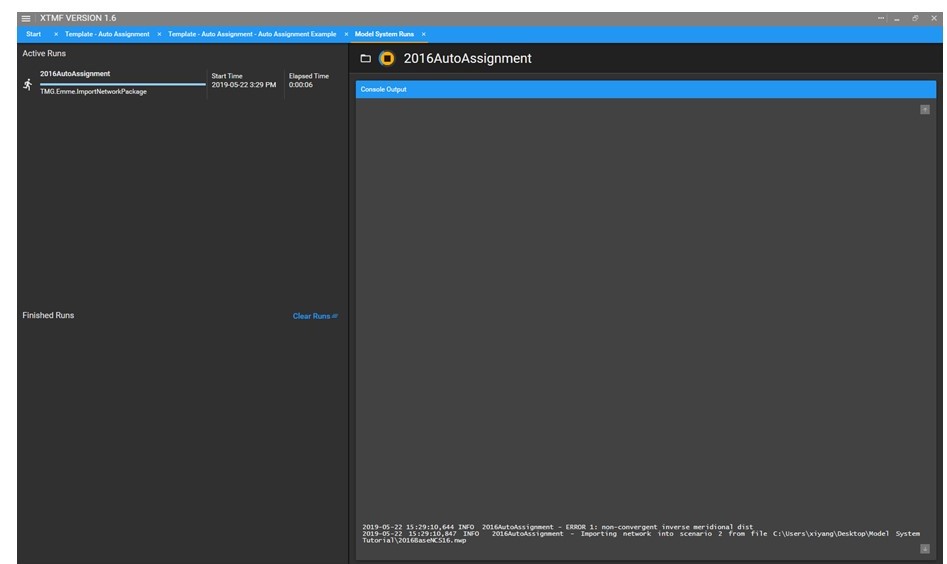 XTMF VERSION 1.6
Start × Template - Auto Assignment × Template - Auto Assignment - Auto Assignment Example × Model System Runs ×
Active Runs
2016AutoAssignment
TMG.Emme.ImportNetworkPackage
Start Time
2019-05-22 3:29 PM
Elapsed Time
0:00:06
Finished Runs
Clear Runs
2016AutoAssignment
Console Output
2019-05-22 15:29:10,644 INFO 2016AutoAssignment - ERROR 1: non-convergent inverse meridional dist
2019-05-22 15:29:10,847 INFO 2016AutoAssignment - Importing network into scenario 2 from file C:\Users\xiyang\Desktop\Model System
Tutorial\2016BaseNCS16.nwp